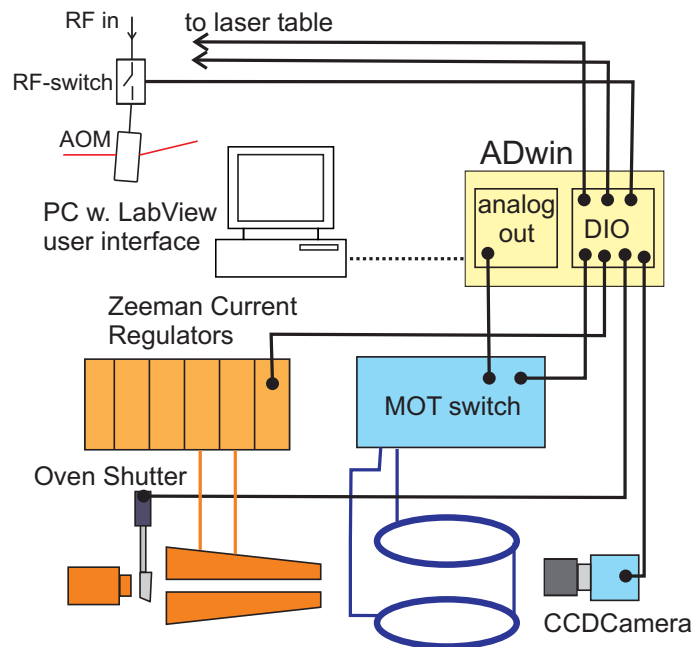 RF in
to laser table
RF-switch
AOM
ADwin
analog
out
DIO
PC w. LabView
user interface
Zeeman Current
Regulators
MOT switch
Oven Shutter
CCDCamera